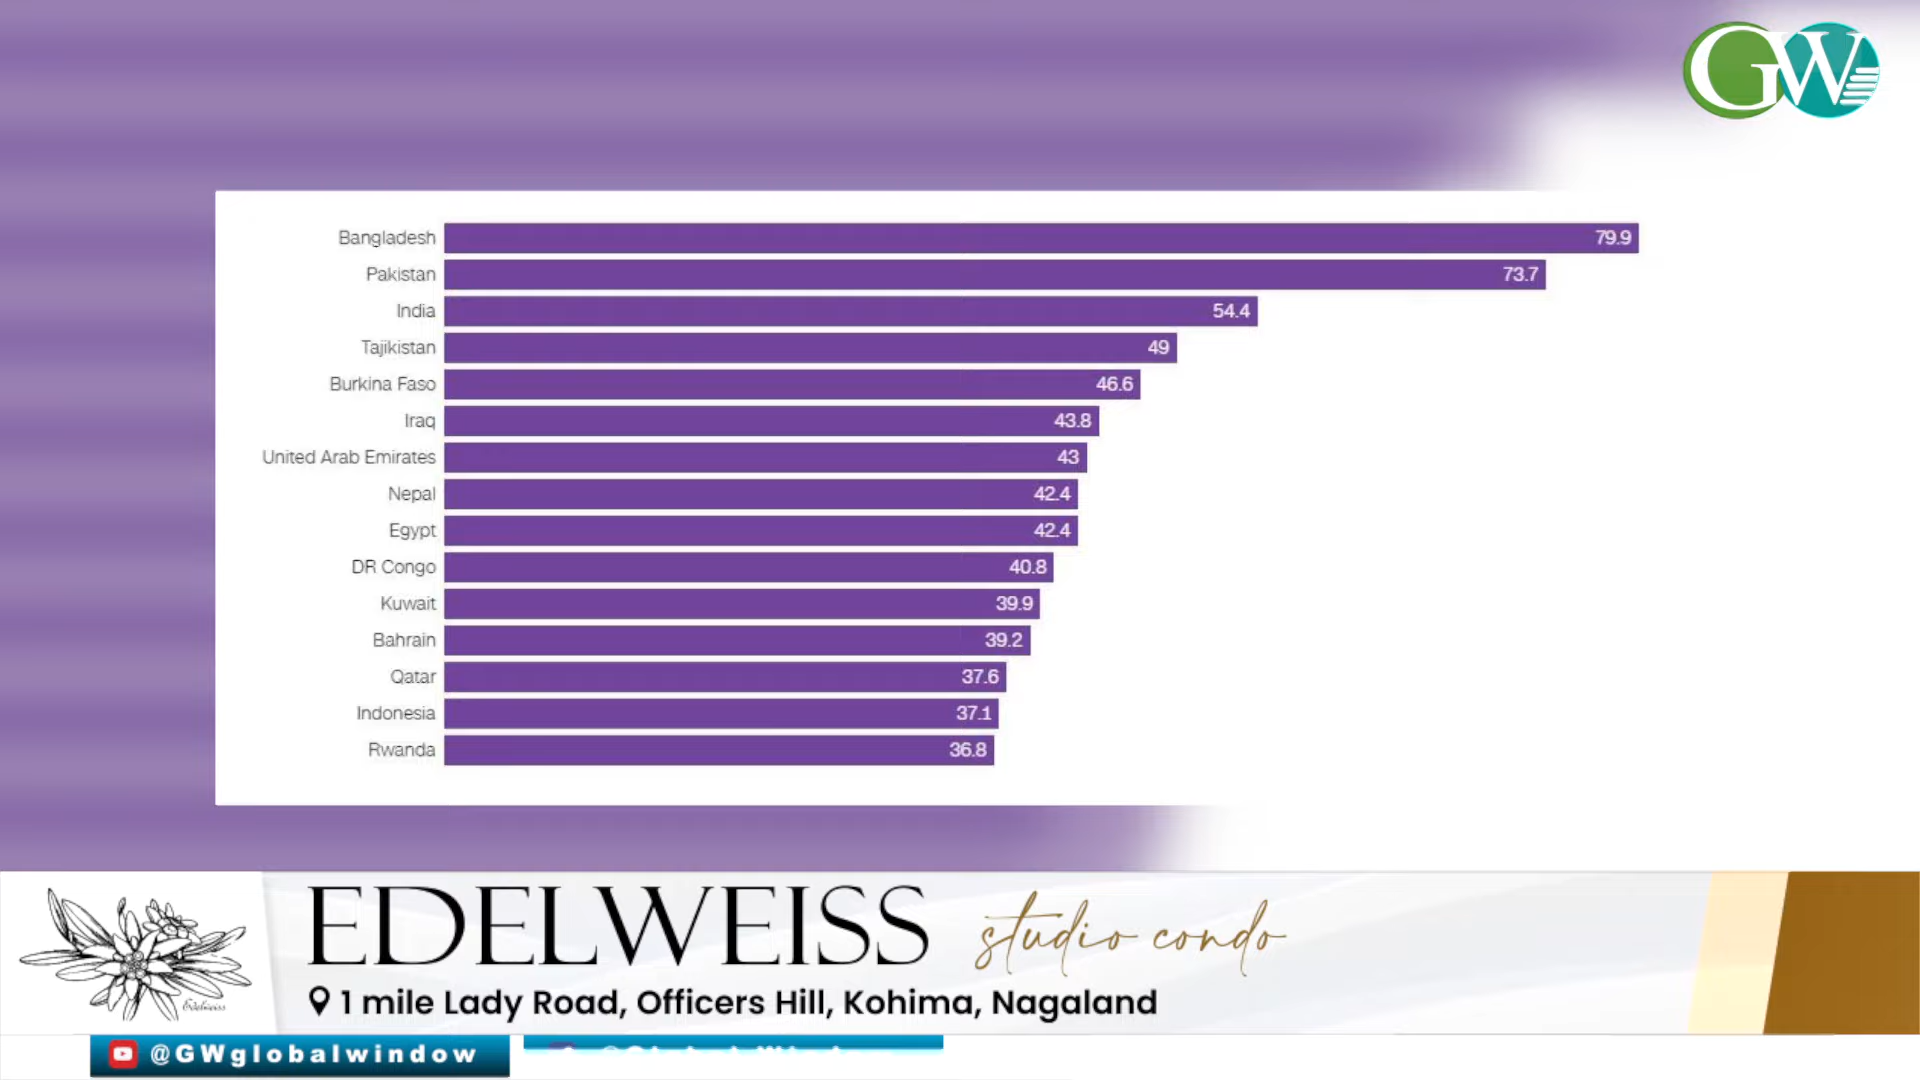 GW
Bangladesh 79.9
Pakistan 73.7
India 54.4
Tajikistan 49
Burkina Faso 46.6
Iraq 43.8
United Arab Emirates 43
Nepal 42.4
Egypt 42.4
DR Congo 40.8
Kuwait 39.9
Bahrain 39.2
Qatar 37.6
Indonesia 37.1
Rwanda 36.8
EDELWEISS studio condo
Edelweiss
1 mile Lady Road, Officers Hill, Kohima, Nagaland
@GWglobalwindow